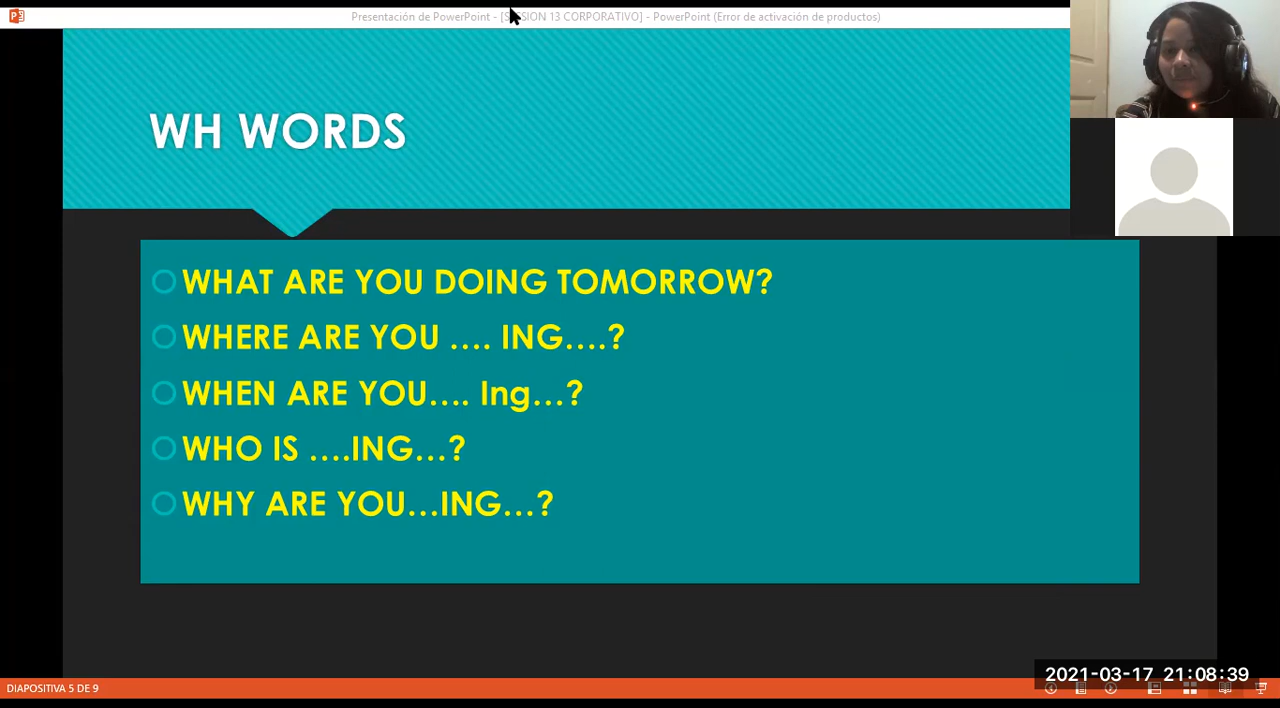 Presentación de PowerPoint - [SESSION 13 CORPORATIVO] - PowerPoint (Error de activación de productos)
WH WORDS
WHAT ARE YOU DOING TOMORROW?
WHERE ARE YOU .... ING....?
WHEN ARE YOU.... Ing...?
WHO IS ....ING...?
WHY ARE YOU...ING...?
2021-03-17 21:08:39
DIAPOSITIVA 5 DE 9